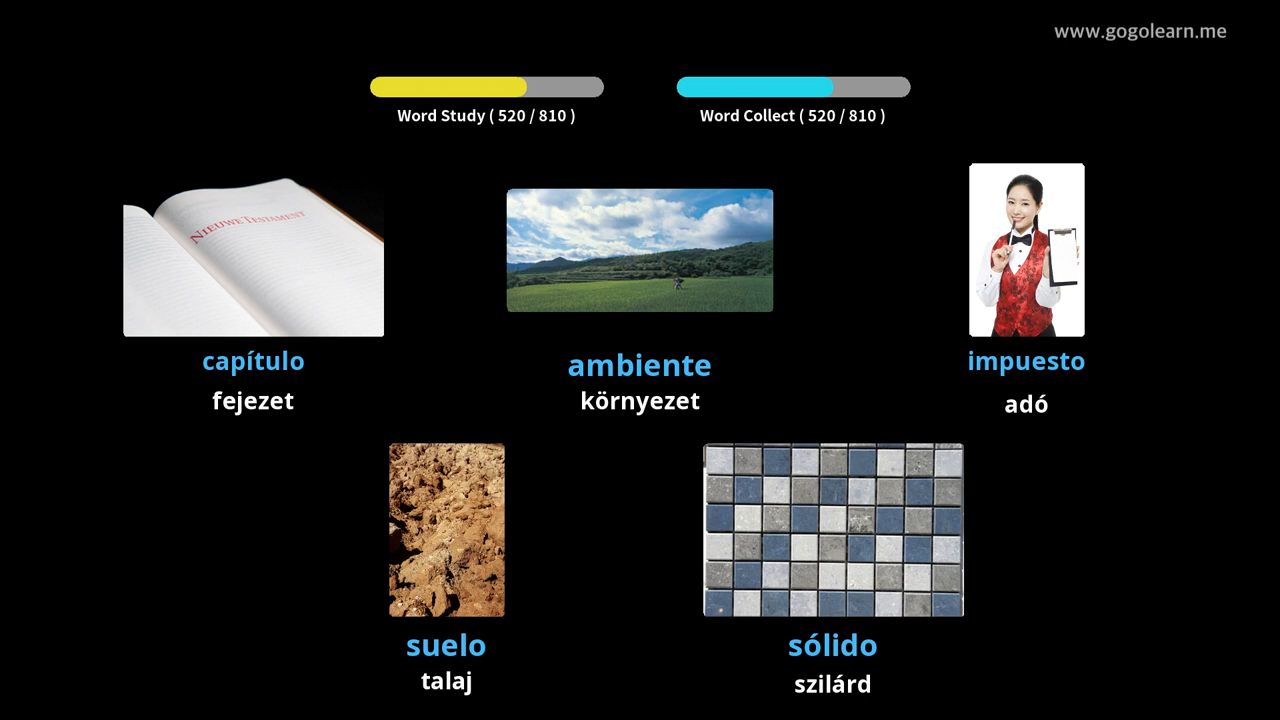 www.gogolearn.me
Word Study ( 520 / 810 )
Word Collect ( 520 / 810 )
NIEUWE TESTAMENT
capítulo
fejezet
ambiente
környezet
impuesto
adó
suelo
talaj
sólido
szilárd